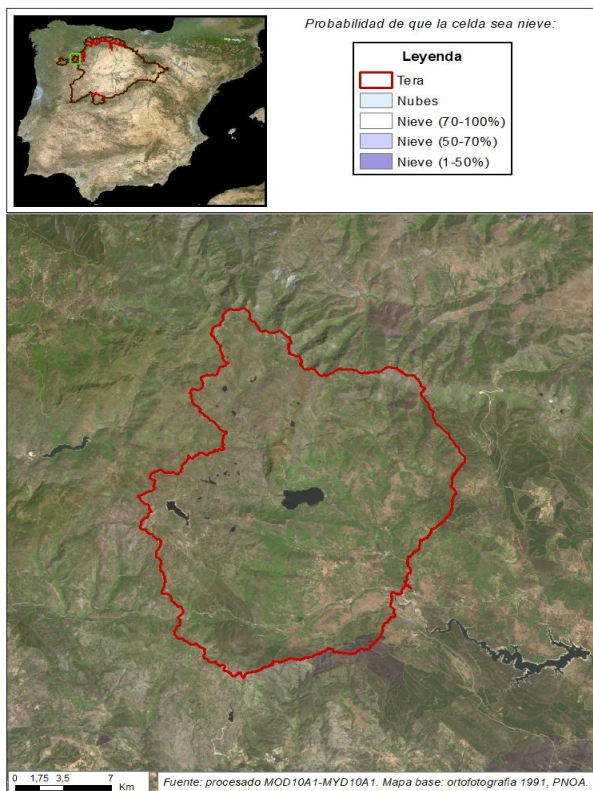 Probabilidad de que la celda sea nieve:
Leyenda
Tera
Nubes
Nieve (70-100%)
Nieve (50-70%)
Nieve (1-50%)
0 1,75 3,5 7
Km
Fuente: procesado MOD10A1-MYD10A1. Mapa base: ortofotografía 1991, PNOA.